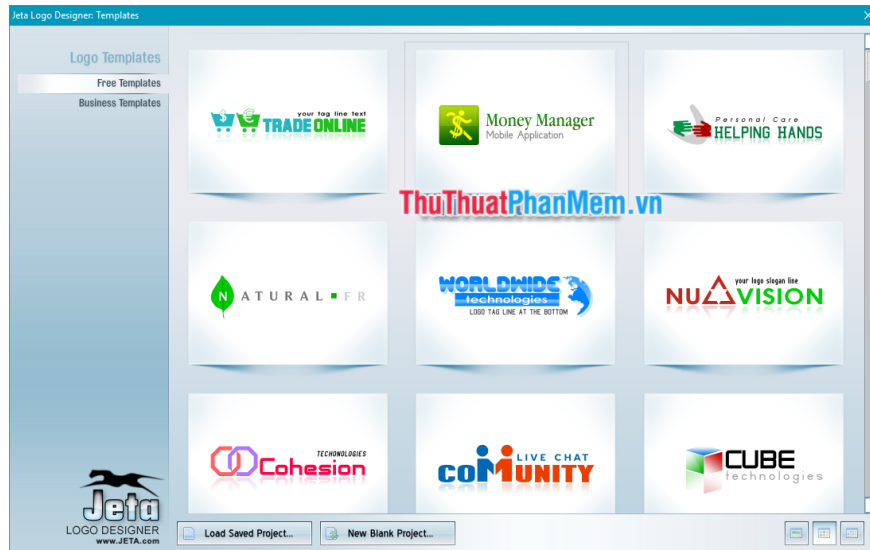 Jeta Logo Designer: Templates
Logo Templates
Free Templates
Business Templates
your tag line text
TRADE ONLINE
Money Manager
Mobile Application
Personal Care
HELPING HANDS
ThuThuatPhanMem.vn
N ATURAL FR
WORLDWIDE
technologies
LOGO TAG LINE AT THE BOTTOM
your logo slogan line
NU VISION
TECHONOLOGIES
Cohesion
LIVE CHAT
COMUNITY
CUBE
technologies
Jeta
LOGO DESIGNER
www.JETA.com
Load Saved Project...
New Blank Project...